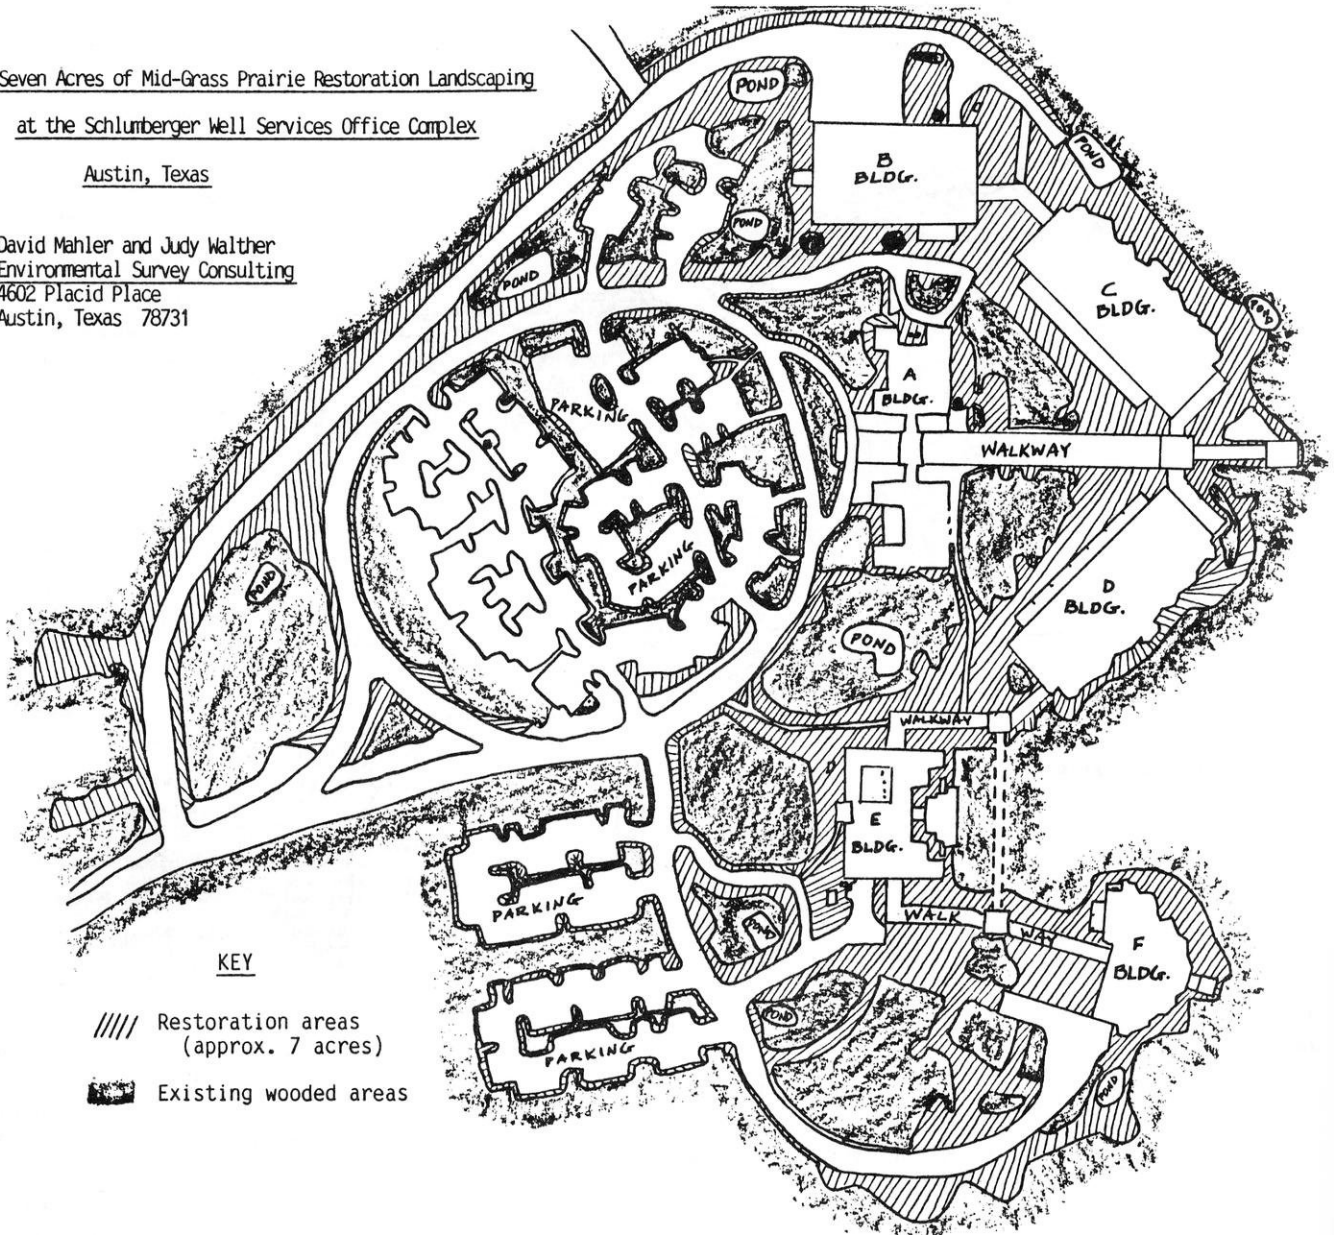 Seven Acres of Mid-Grass Prairie Restoration Landscaping
at the Schlumberger Well Services Office Complex
Austin, Texas
David Mahler and Judy Walther
Environmental Survey Consulting
4602 Placid Place
Austin, Texas 78731
POND
B
BLDG.
POND
POND
POND
C
BLDG.
POND
A
BLDG.
PARKING
WALKWAY
PARKING
POND
D
BLDG.
POND
WALKWAY
E
BLDG.
PARKING
POND
WALK
WAY
F
BLDG.
POND
PARKING
POND
KEY
Restoration areas
(approx. 7 acres)
Existing wooded areas